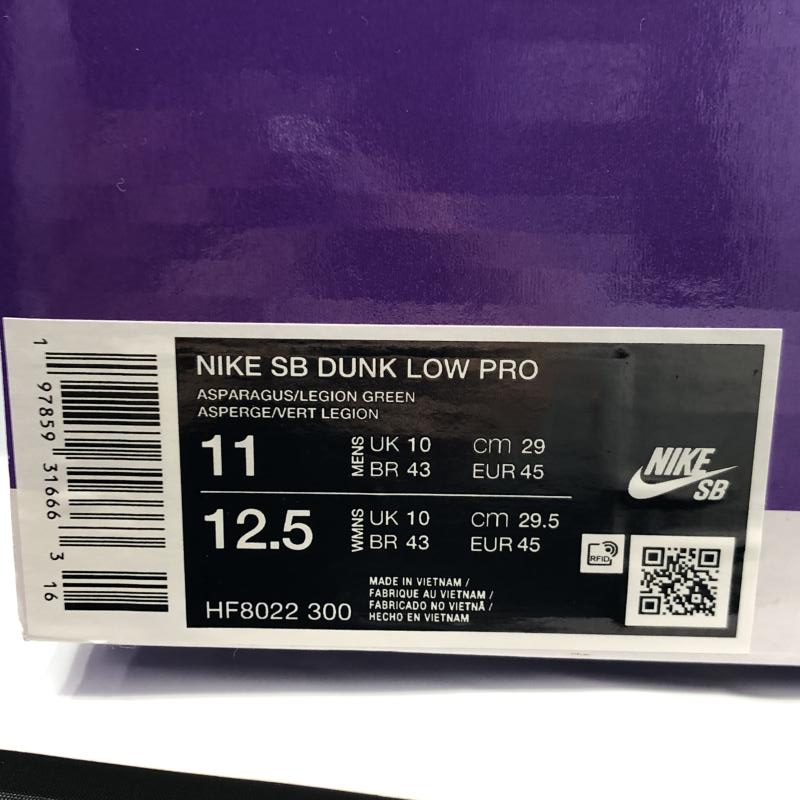 1 97859 31666 3 16
NIKE SB DUNK LOW PRO
ASPARAGUS/LEGION GREEN
ASPERGE/VERT LEGION
11
MENS
UK 10 cm 29
BR 43 EUR 45
12.5
WMNS
UK 10 cm 29.5
BR 43 EUR 45
NIKE
SB
RFID
HF8022 300
MADE IN VIETNAM /
FABRIQUE AU VIETNAM /
FABRICADO NO VIETNÃ /
HECHO EN VIETNAM